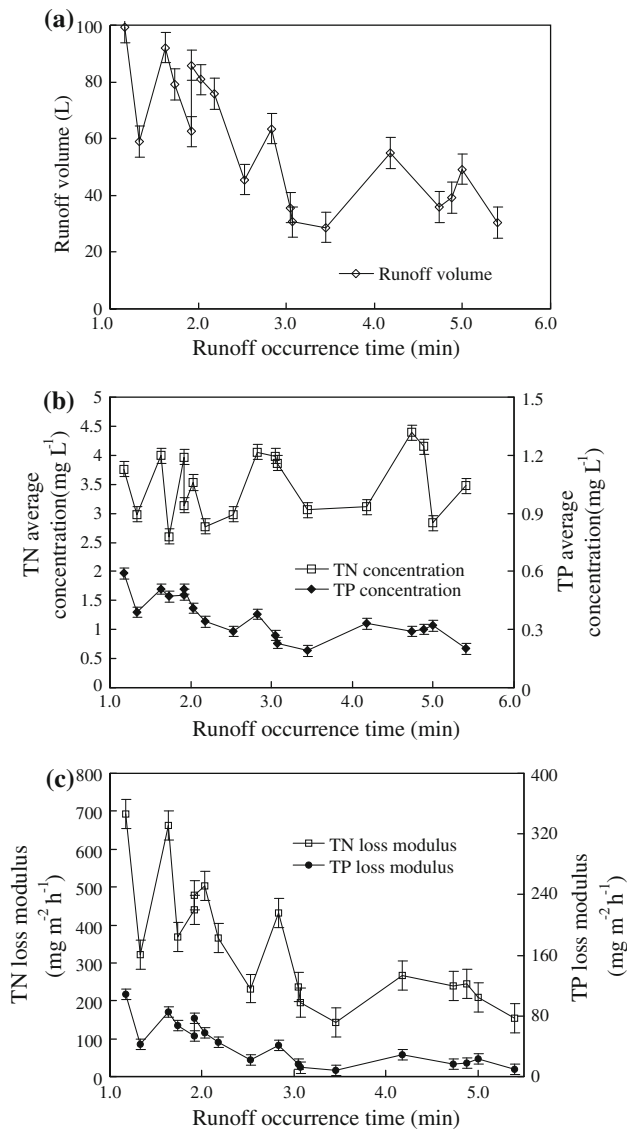 (a)
100
80
60
40
20
0
Runoff volume (L)
Runoff volume
1.0 2.0 3.0 4.0 5.0 6.0
Runoff occurrence time (min)
(b)
5
4.5
4
3.5
3
2.5
2
1.5
1
0.5
0
TN average
concentration(mg L⁻¹)
1.5
1.2
0.9
0.6
0.3
0
TP average
concentration(mg L⁻¹)
TN concentration
TP concentration
1.0 2.0 3.0 4.0 5.0 6.0
Runoff occurrence time (min)
(c)
800
700
600
500
400
300
200
100
0
TN loss modulus
(mg m⁻² h⁻¹)
400
320
240
160
80
0
TP loss modulus
(mg m⁻² h⁻¹)
TN loss modulus
TP loss modulus
1.0 2.0 3.0 4.0 5.0
Runoff occurrence time (min)